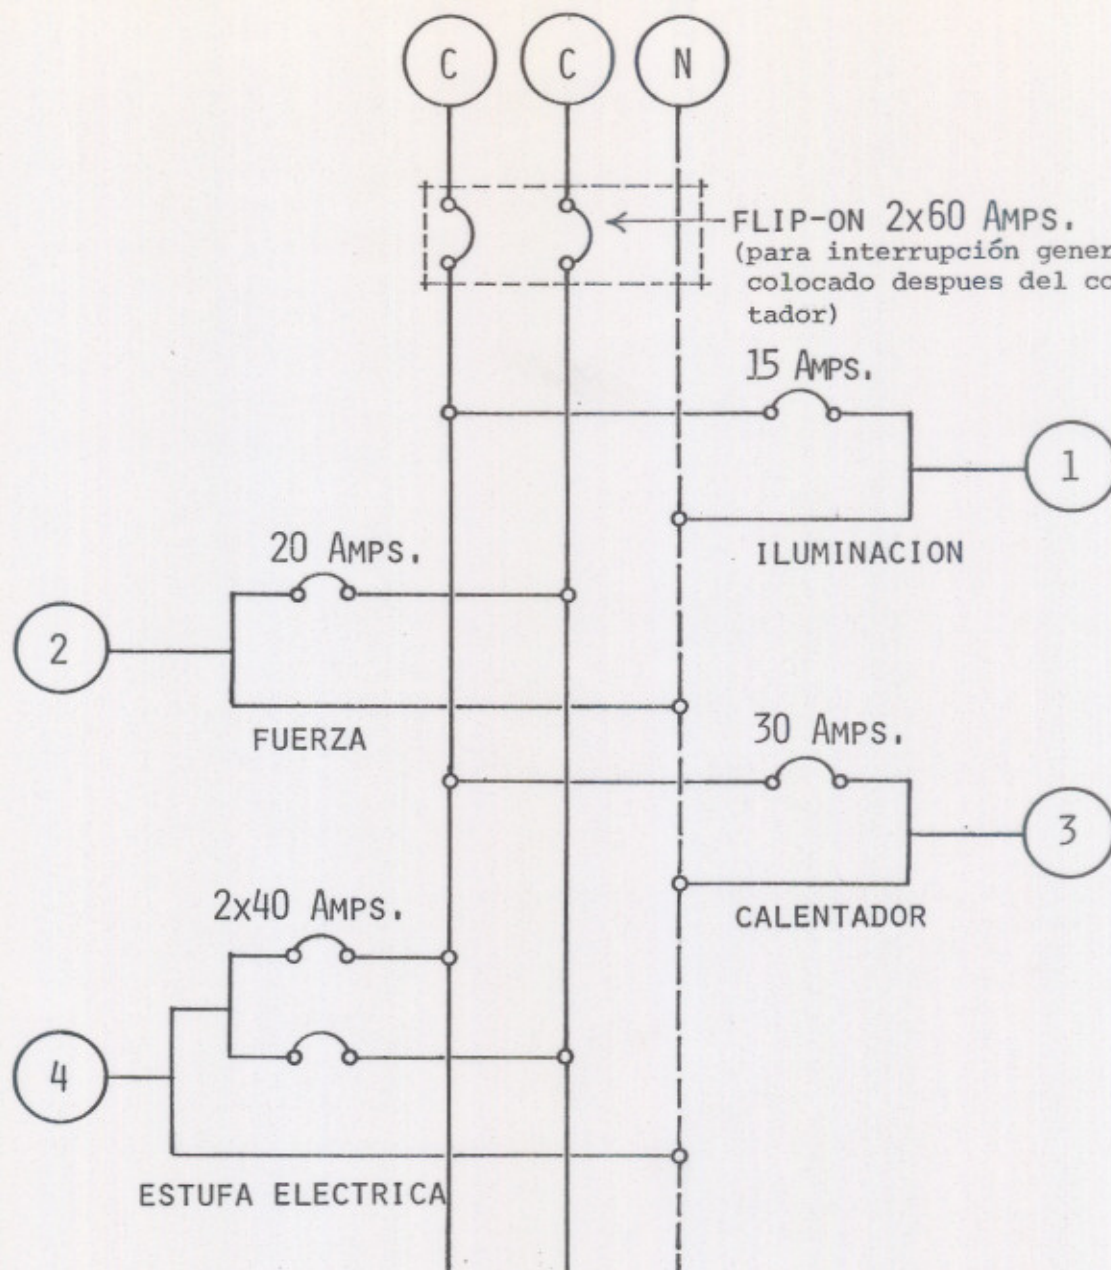 C C N
FLIP-ON 2x60 AMPS.
(para interrupción gener
colocado despues del co
tador)
15 AMPS.
1
ILUMINACION
20 AMPS.
2
FUERZA
30 AMPS.
3
CALENTADOR
2x40 AMPS.
4
ESTUFA ELECTRICA